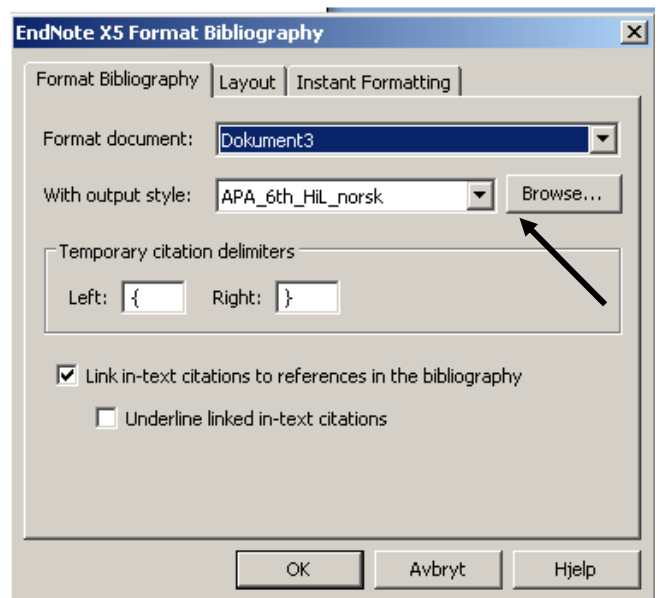 EndNote X5 Format Bibliography
Format Bibliography Layout Instant Formatting
Format document: Dokument3
With output style: APA_6th_HiL_norsk Browse...
Temporary citation delimiters
Left: { Right: }
Link in-text citations to references in the bibliography
Underline linked in-text citations
OK Avbryt Hjelp